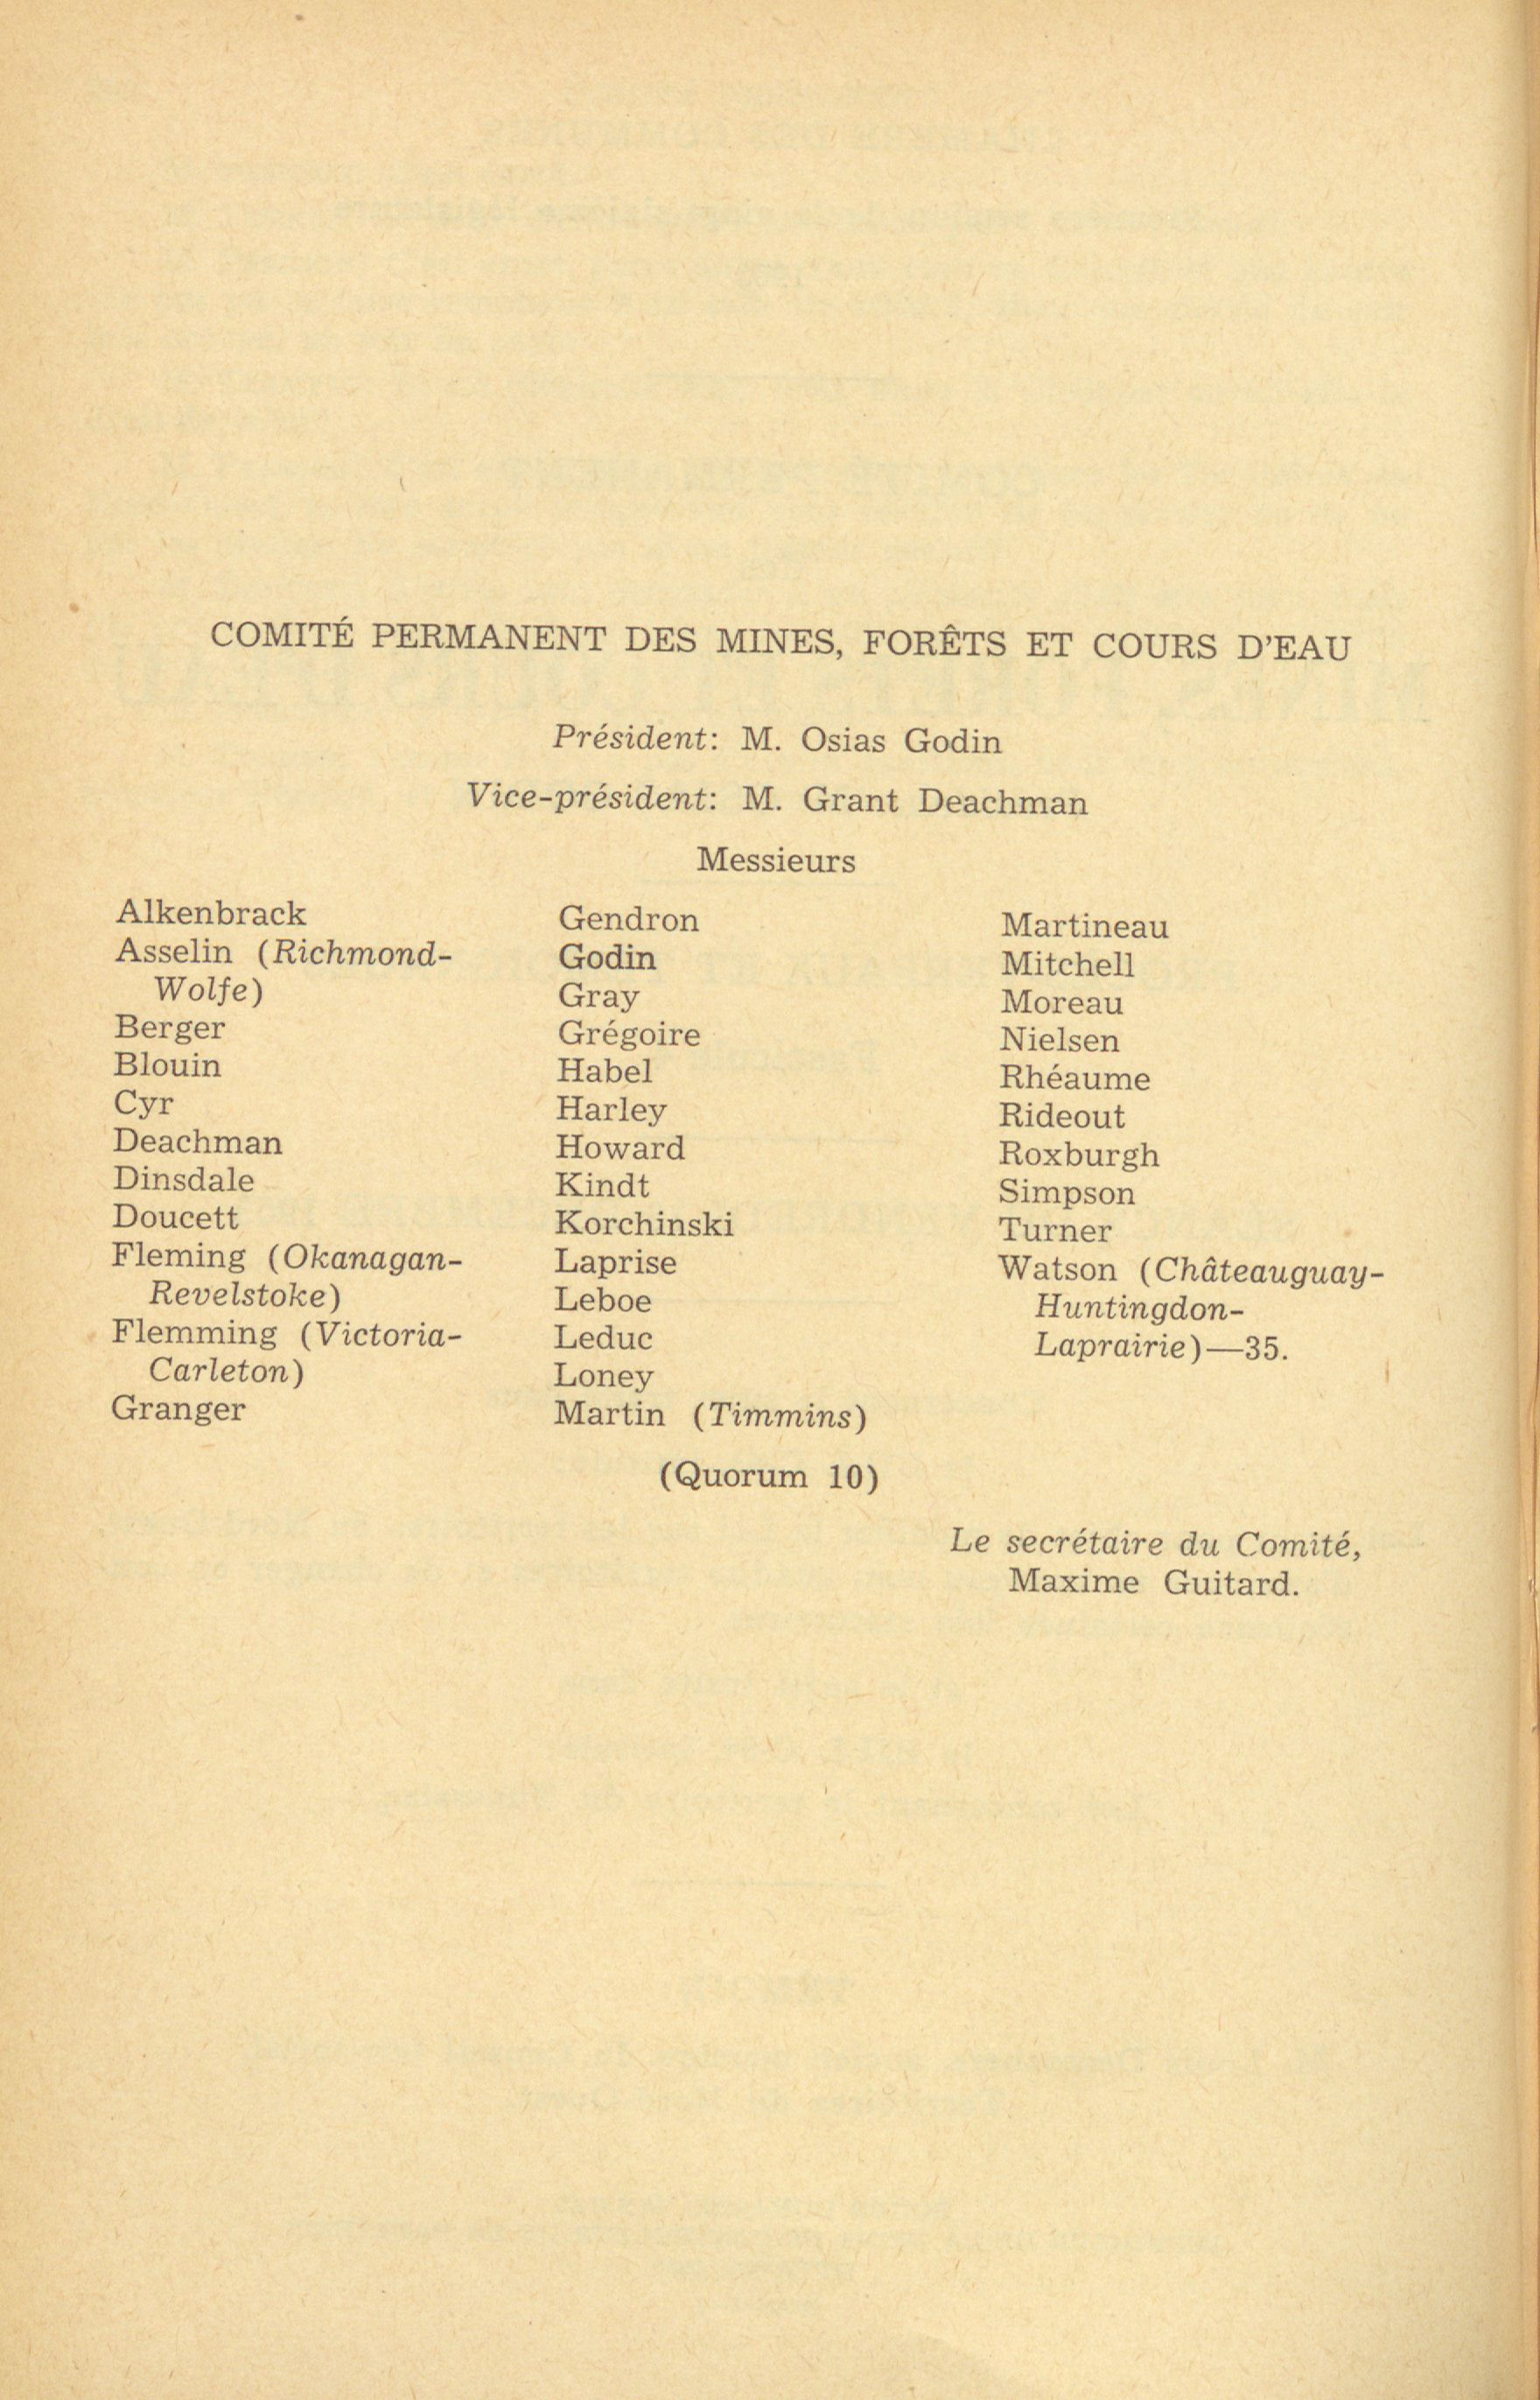 COMITÉ PERMANENT DES MINES, FORÊTS ET COURS D'EAU
Président: M. Osias Godin
Vice-président: M. Grant Deachman
Messieurs
Alkenbrack
Asselin (Richmond-
Wolfe)
Berger
Blouin
Cyr
Deachman
Dinsdale
Doucett
Fleming (Okanagan-
Revelstoke)
Flemming (Victoria-
Carleton)
Granger
Gendron
Godin
Gray
Grégoire
Habel
Harley
Howard
Kindt
Korchinski
Laprise
Leboe
Leduc
Loney
Martin (Timmins)
Martineau
Mitchell
Moreau
Nielsen
Rhéaume
Rideout
Roxburgh
Simpson
Turner
Watson (Châteauguay-
Huntingdon-
Laprairie)—35.
(Quorum 10)
Le secrétaire du Comité,
Maxime Guitard.